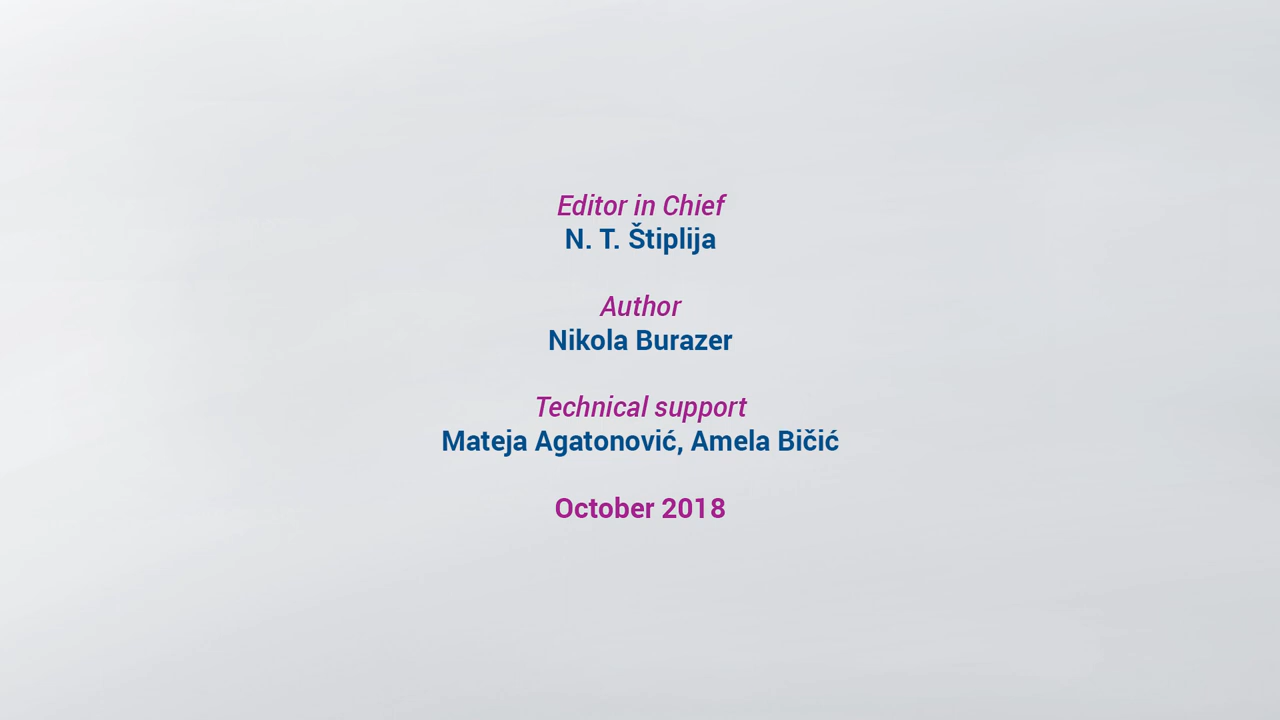 Editor in Chief
N. T. Štiplija
Author
Nikola Burazer
Technical support
Mateja Agatonović, Amela Bičić
October 2018